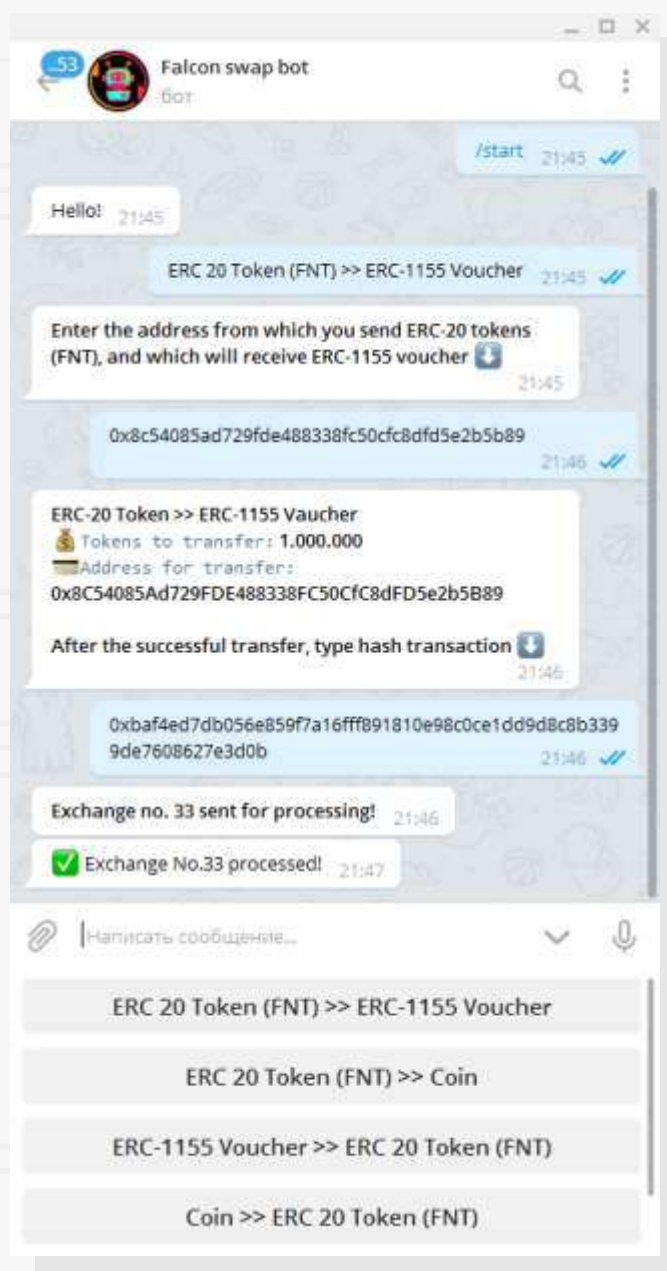 ..53
Falcon swap bot
бот
/start 21:45
Hello! 21:45
ERC 20 Token (FNT) >> ERC-1155 Voucher 21:45
Enter the address from which you send ERC-20 tokens
(FNT), and which will receive ERC-1155 voucher ⬇️
21:45
0x8c54085ad729fde488338fc50cfc8dfd5e2b5b89
21:46
ERC-20 Token >> ERC-1155 Vaucher
💰 Tokens to transfer: 1.000.000
💳Address for transfer:
0x8C54085Ad729FDE488338FC50CfC8dFD5e2b5B89
After the successful transfer, type hash transaction ⬇️
21:46
0xbaf4ed7db056e859f7a16fff891810e98c0ce1dd9d8c8b339
9de7608627e3d0b 21:46
Exchange no. 33 sent for processing! 21:46
✅ Exchange No.33 processed! 21:47
Написать сообщение...
ERC 20 Token (FNT) >> ERC-1155 Voucher
ERC 20 Token (FNT) >> Coin
ERC-1155 Voucher >> ERC 20 Token (FNT)
Coin >> ERC 20 Token (FNT)